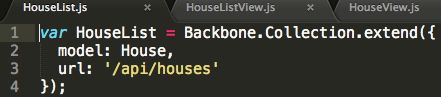 HouseList.js × HouseListView.js × HouseView.js
1 var HouseList = Backbone.Collection.extend({
2   model: House,
3   url: '/api/houses'
4 });